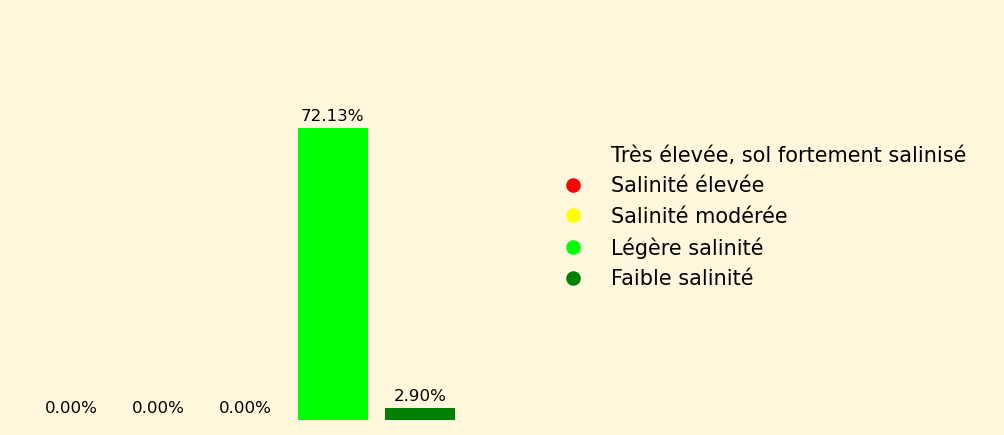 72.13%
Très élevée, sol fortement salinisé
Salinité élevée
Salinité modérée
Légère salinité
Faible salinité
2.90%
0.00% 0.00% 0.00%